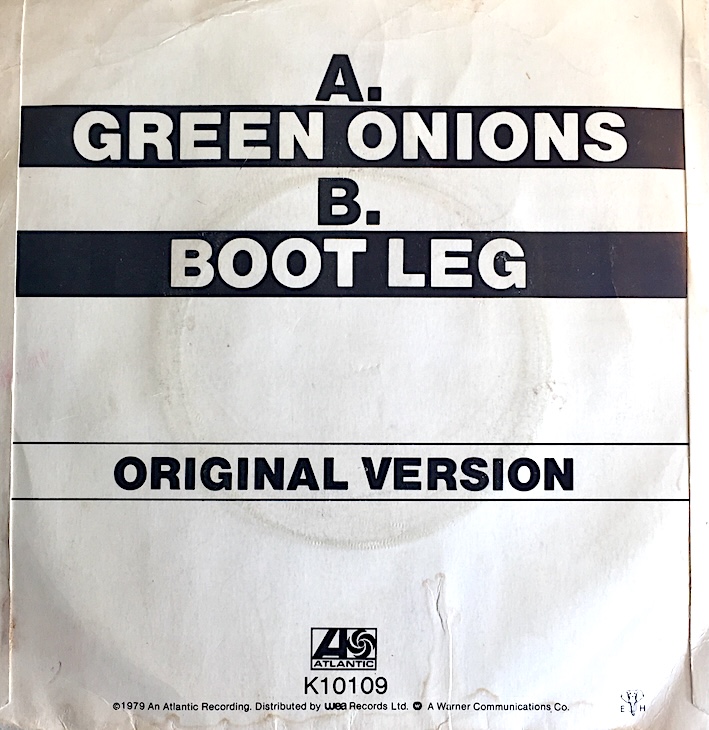 A.
GREEN ONIONS
B.
BOOT LEG
ORIGINAL VERSION
ATLANTIC
K10109
©1979 An Atlantic Recording. Distributed by wea Records Ltd. A Warner Communications Co.
E H